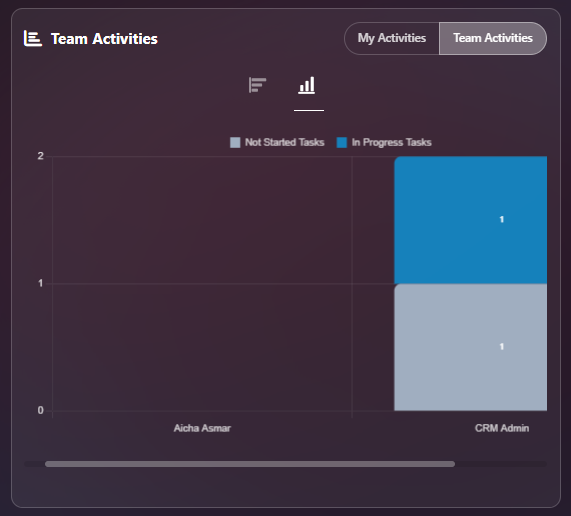 Team Activities
My Activities
Team Activities
Not Started Tasks
In Progress Tasks
2
1
1
1
0
Aicha Asmar
CRM Admin